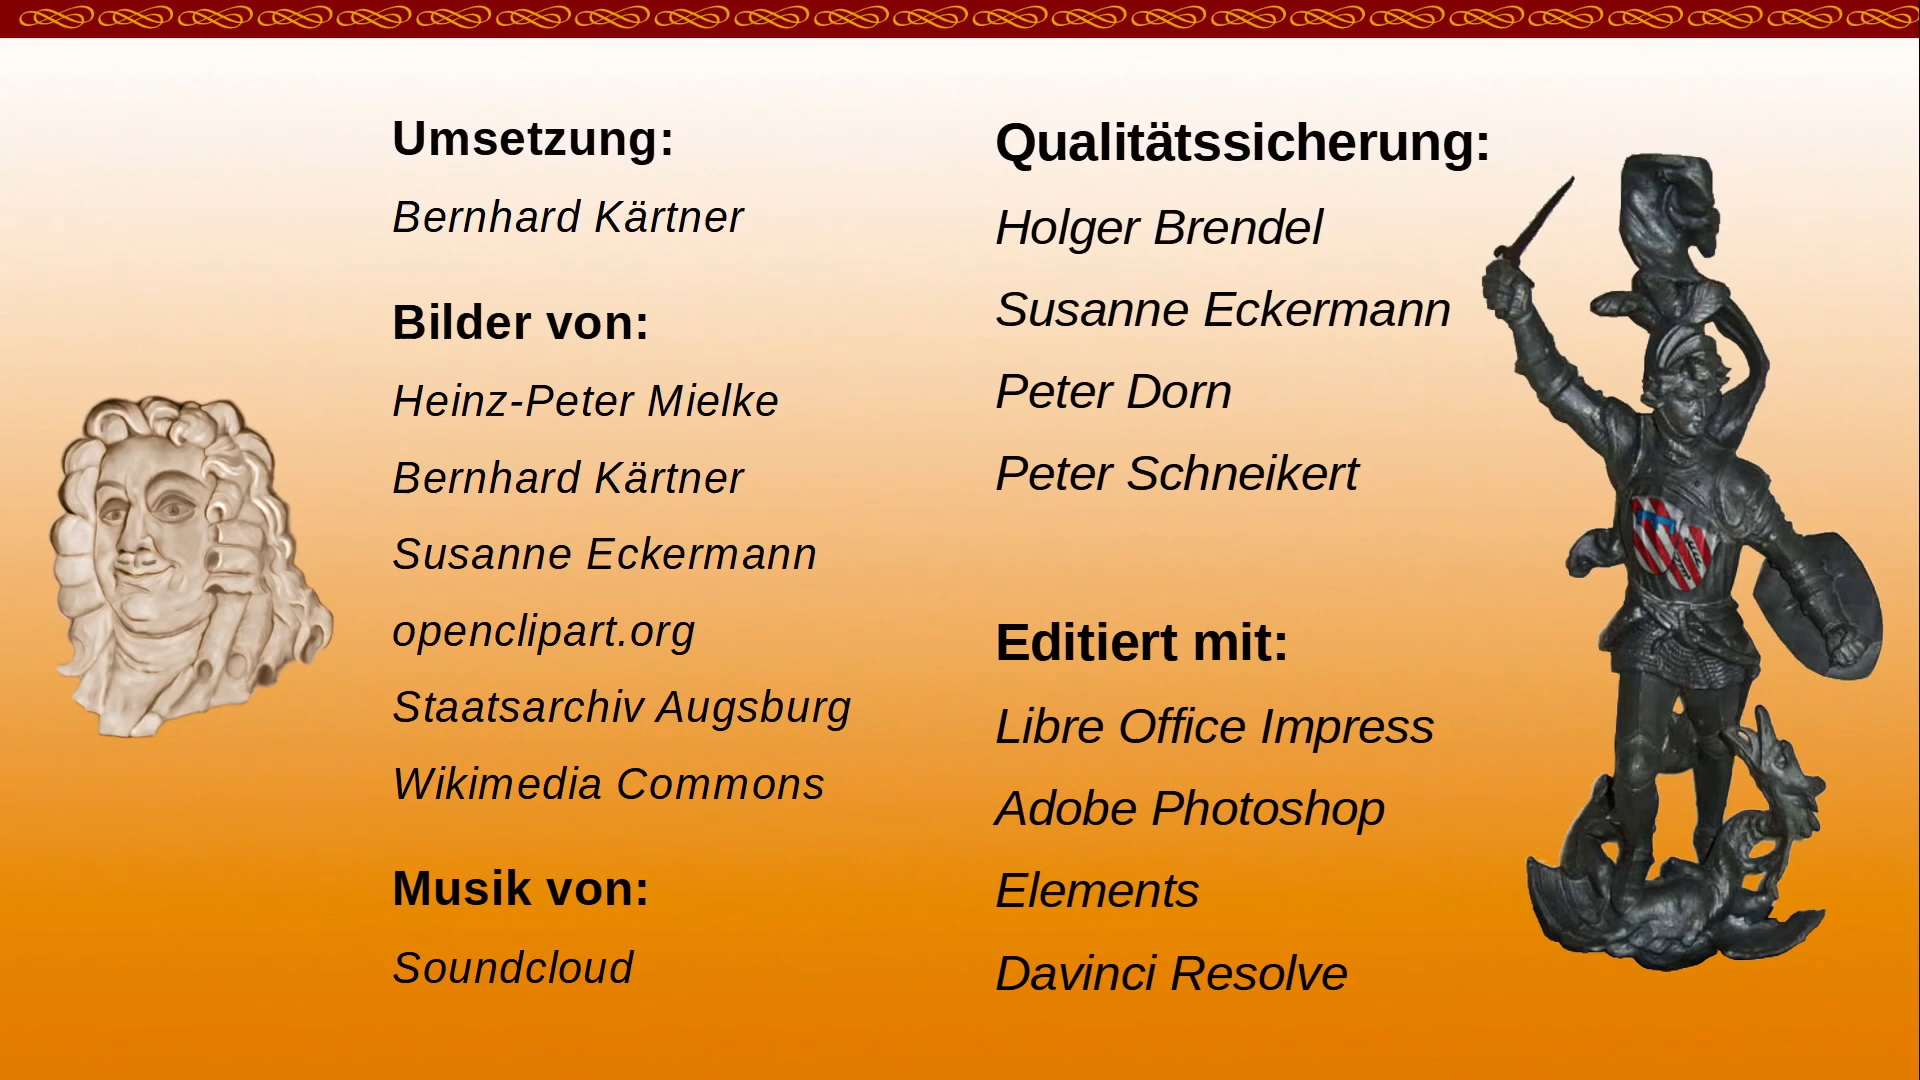 Umsetzung:
Bernhard Kärtner
Bilder von:
Heinz-Peter Mielke
Bernhard Kärtner
Susanne Eckermann
openclipart.org
Staatsarchiv Augsburg
Wikimedia Commons
Musik von:
Soundcloud
Qualitätssicherung:
Holger Brendel
Susanne Eckermann
Peter Dorn
Peter Schneikert
Editiert mit:
Libre Office Impress
Adobe Photoshop
Elements
Davinci Resolve